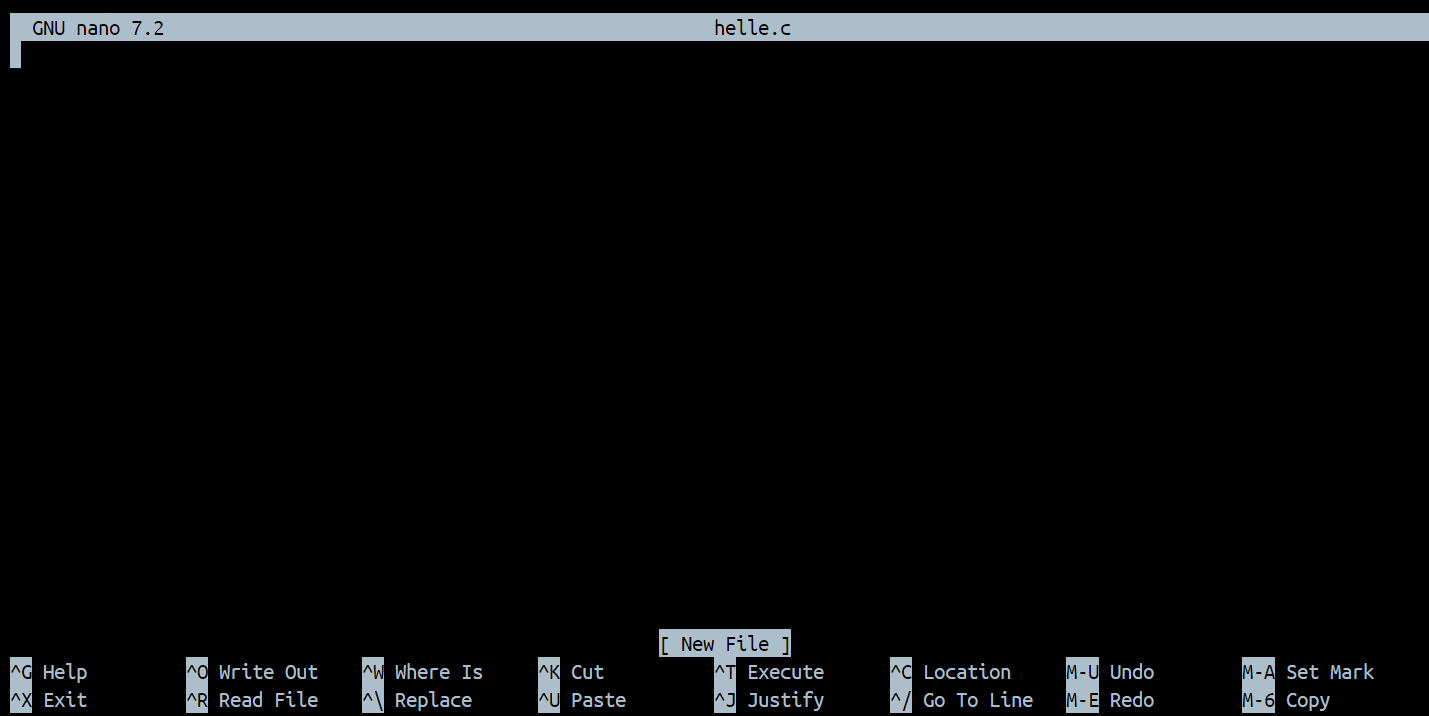 GNU nano 7.2 helle.c
[ New File ]
^G Help ^O Write Out ^W Where Is ^K Cut ^T Execute ^C Location M-U Undo M-A Set Mark
^X Exit ^R Read File ^\ Replace ^U Paste ^J Justify ^/ Go To Line M-E Redo M-6 Copy